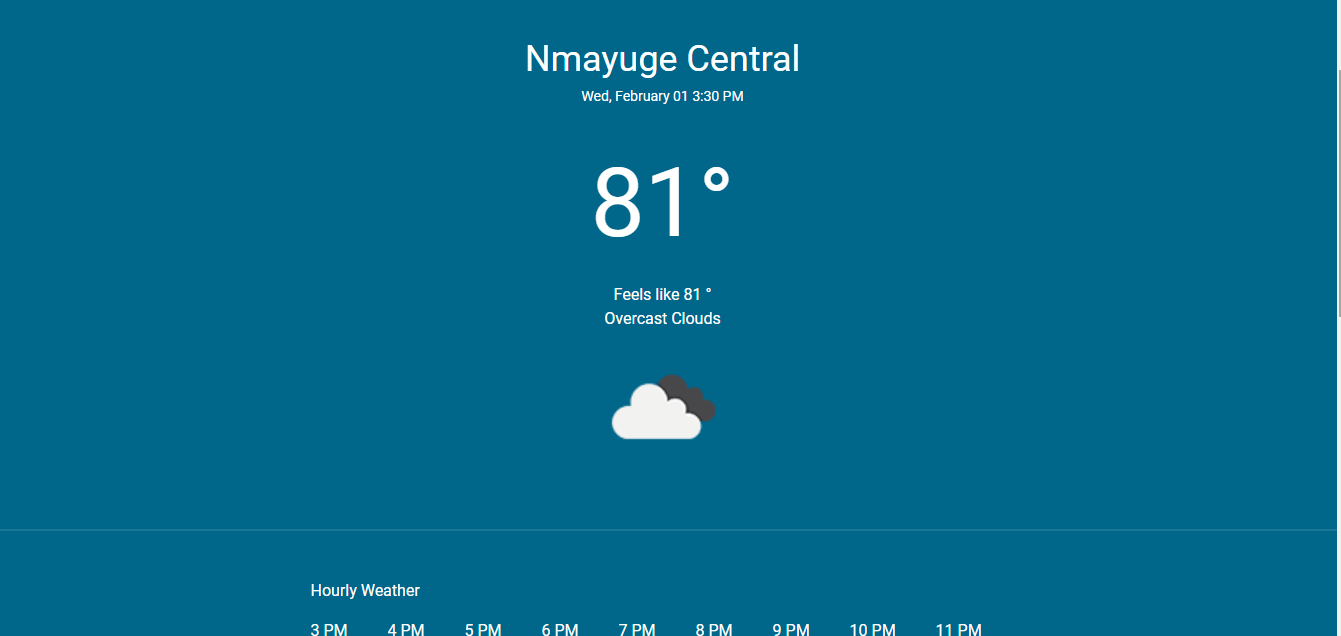 Nmayuge Central
Wed, February 01 3:30 PM
81°
Feels like 81 °
Overcast Clouds
Hourly Weather
3 PM 4 PM 5 PM 6 PM 7 PM 8 PM 9 PM 10 PM 11 PM